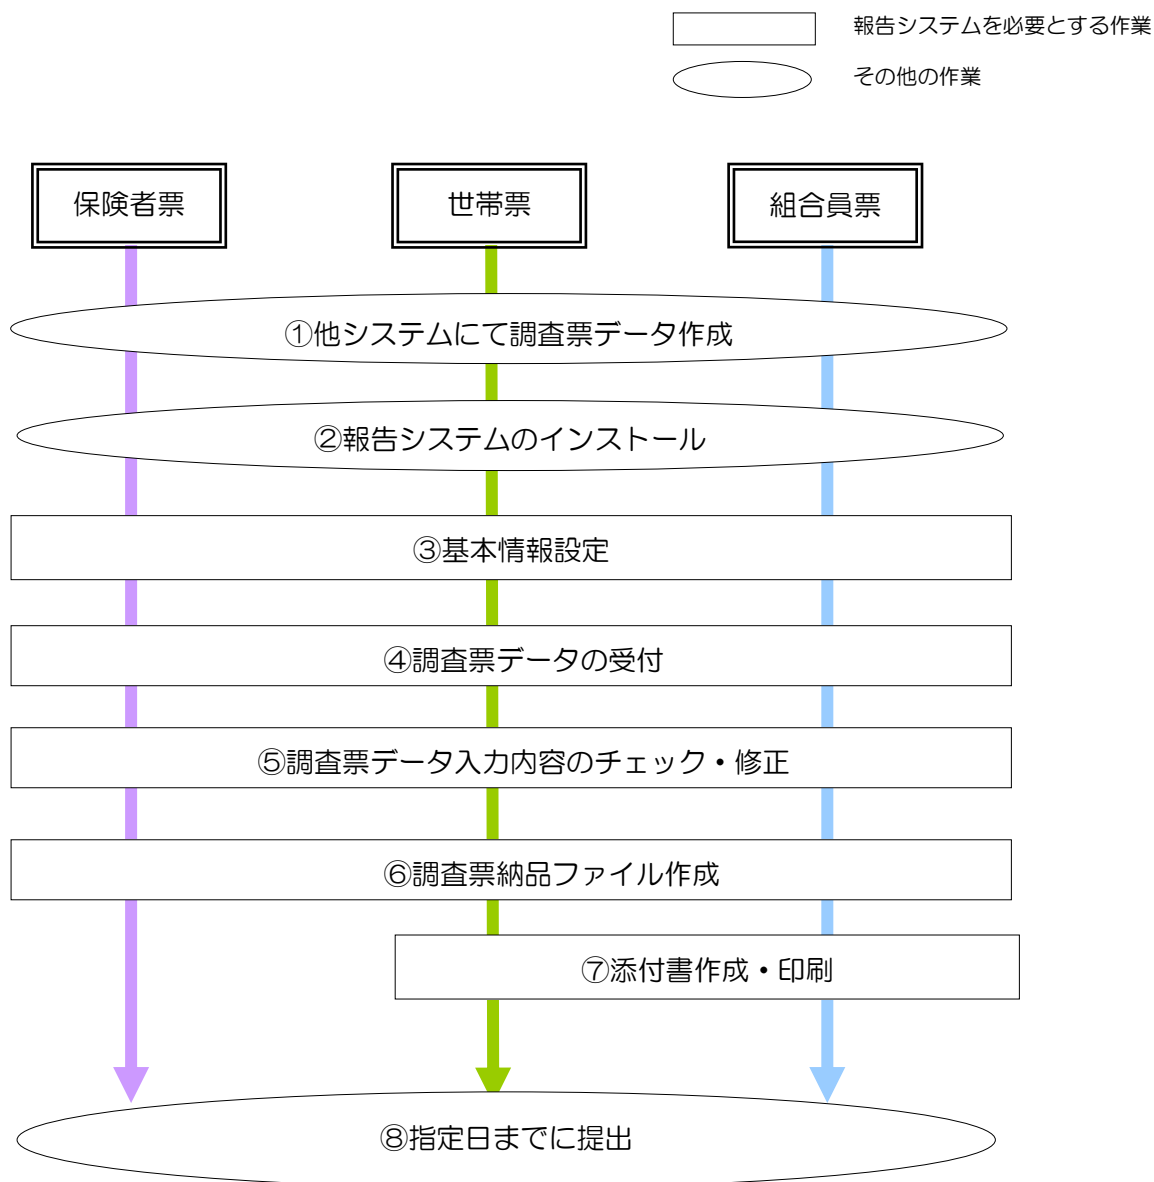 報告システムを必要とする作業
その他の作業
保険者票
世帯票
組合員票
①他システムにて調査票データ作成
②報告システムのインストール
③基本情報設定
④調査票データの受付
⑤調査票データ入力内容のチェック・修正
⑥調査票納品ファイル作成
⑦添付書作成・印刷
⑧指定日までに提出